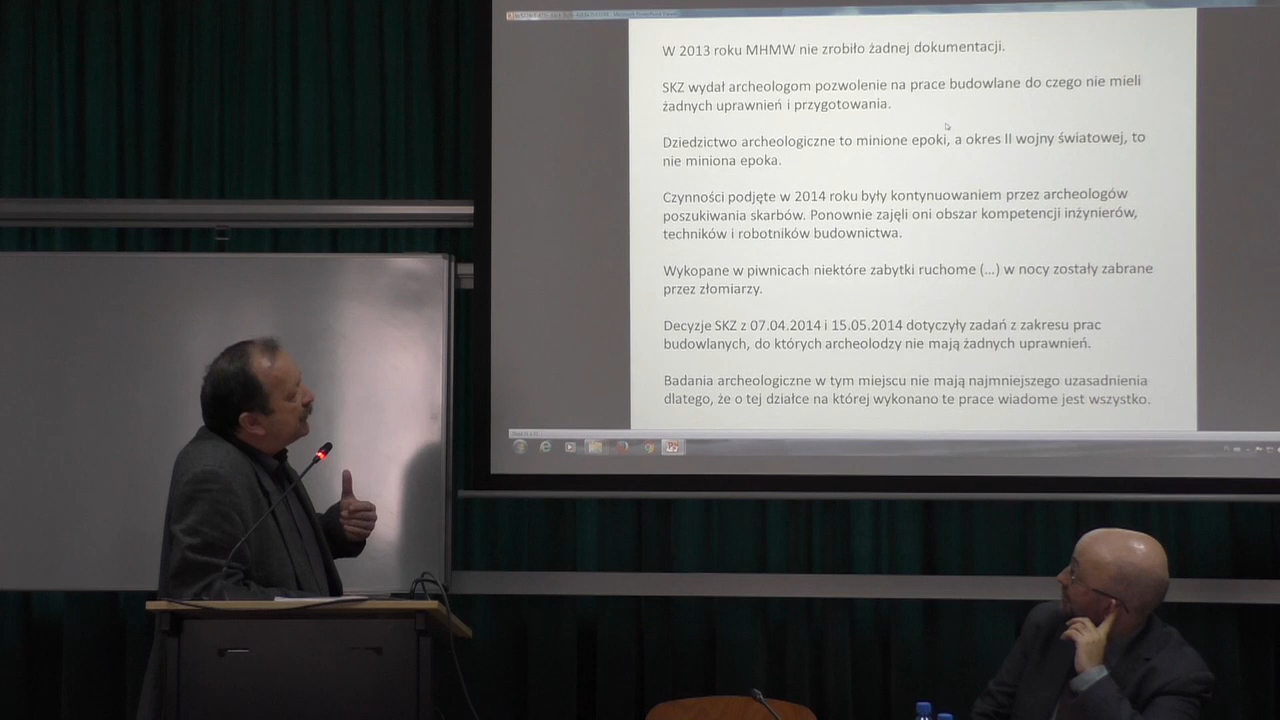 W 2013 roku MHMW nie zrobiło żadnej dokumentacji.
SKZ wydał archeologom pozwolenie na prace budowlane do czego nie mieli
żadnych uprawnień i przygotowania.
Dziedzictwo archeologiczne to minione epoki, a okres II wojny światowej, to
nie miniona epoka.
Czynności podjęte w 2014 roku były kontynuowaniem przez archeologów
poszukiwania skarbów. Ponownie zajęli oni obszar kompetencji inżynierów,
techników i robotników budownictwa.
Wykopane w piwnicach niektóre zabytki ruchome (...) w nocy zostały zabrane
przez złomiarzy.
Decyzje SKZ z 07.04.2014 i 15.05.2014 dotyczyły zadań z zakresu prac
budowlanych, do których archeolodzy nie mają żadnych uprawnień.
Badania archeologiczne w tym miejscu nie mają najmniejszego uzasadnienia
dlatego, że o tej działce na której wykonano te prace wiadome jest wszystko.